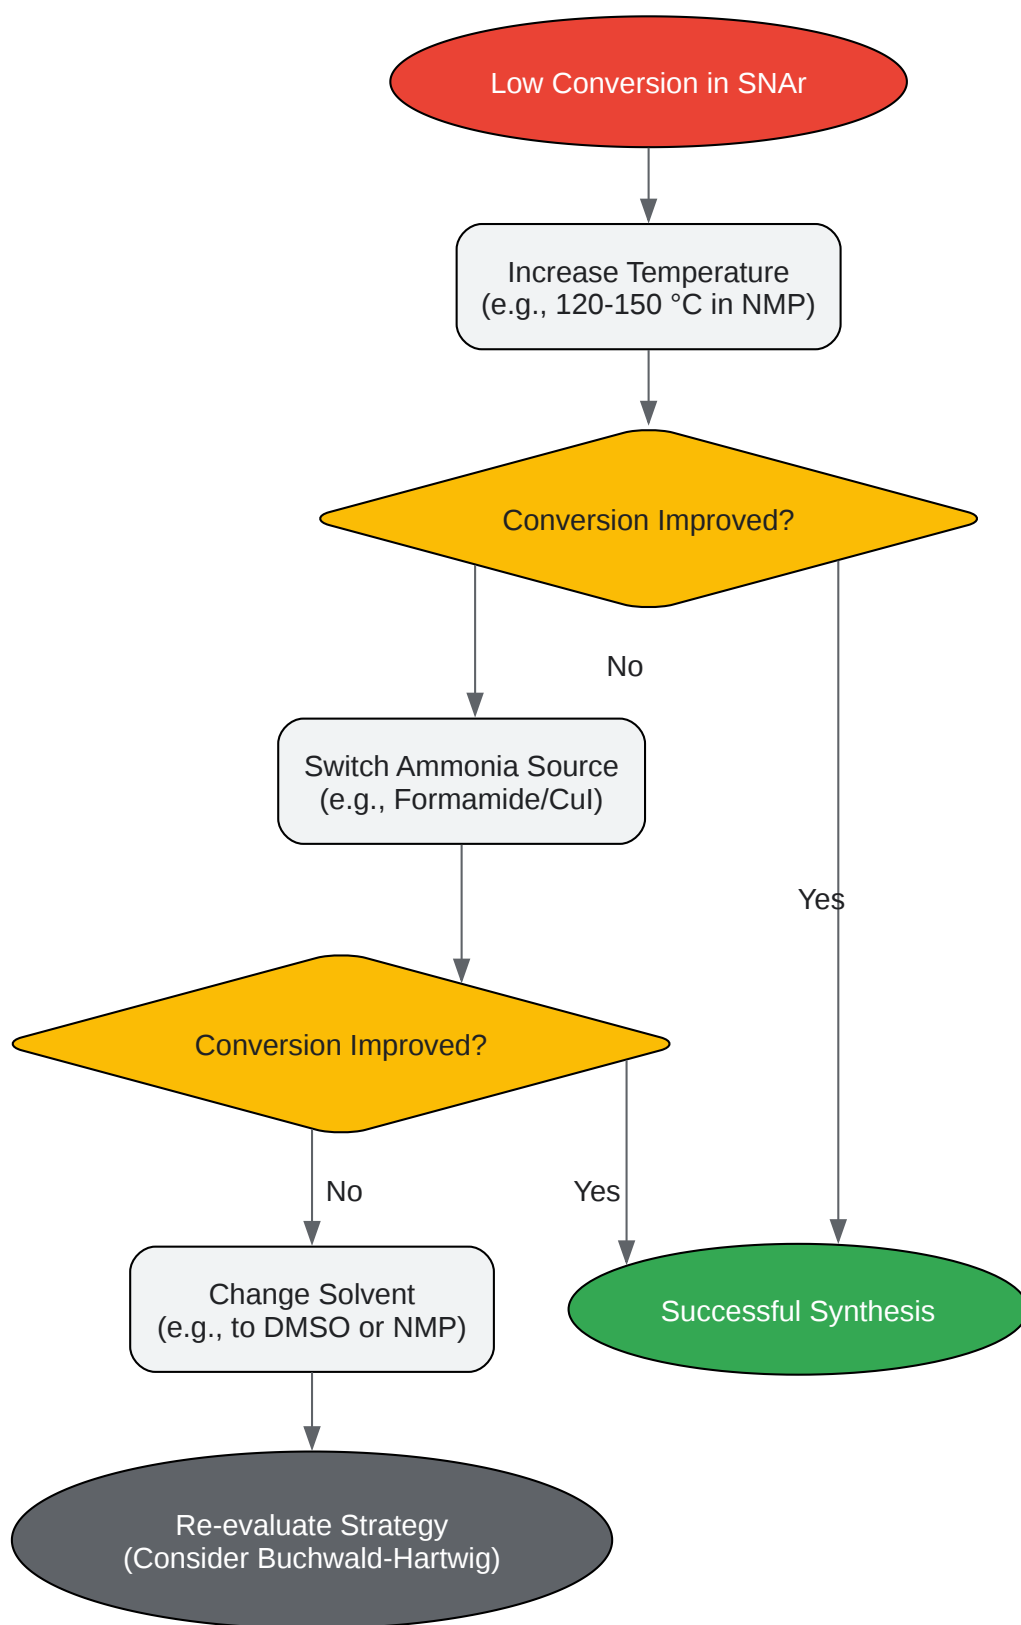 Low Conversion in SNAr
Increase Temperature
(e.g., 120-150 °C in NMP)
Conversion Improved?
No
Switch Ammonia Source
(e.g., Formamide/CuI)
Yes
Conversion Improved?
No
Yes
Change Solvent
(e.g., to DMSO or NMP)
Successful Synthesis
Re-evaluate Strategy
(Consider Buchwald-Hartwig)